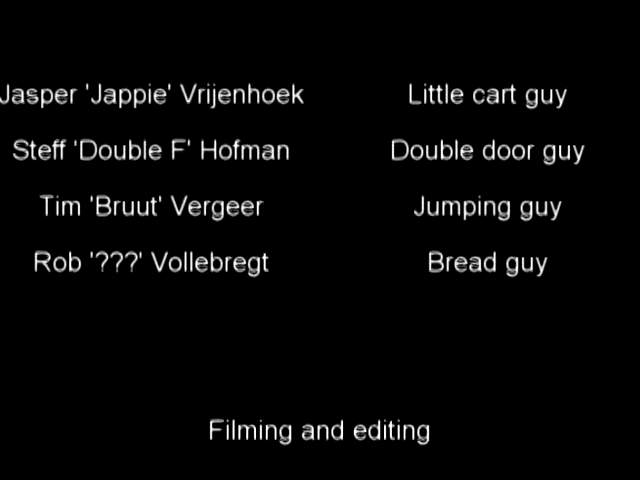 Jasper 'Jappie' Vrijenhoek Little cart guy
Steff 'Double F' Hofman Double door guy
Tim 'Bruut' Vergeer Jumping guy
Rob '???' Vollebregt Bread guy
Filming and editing